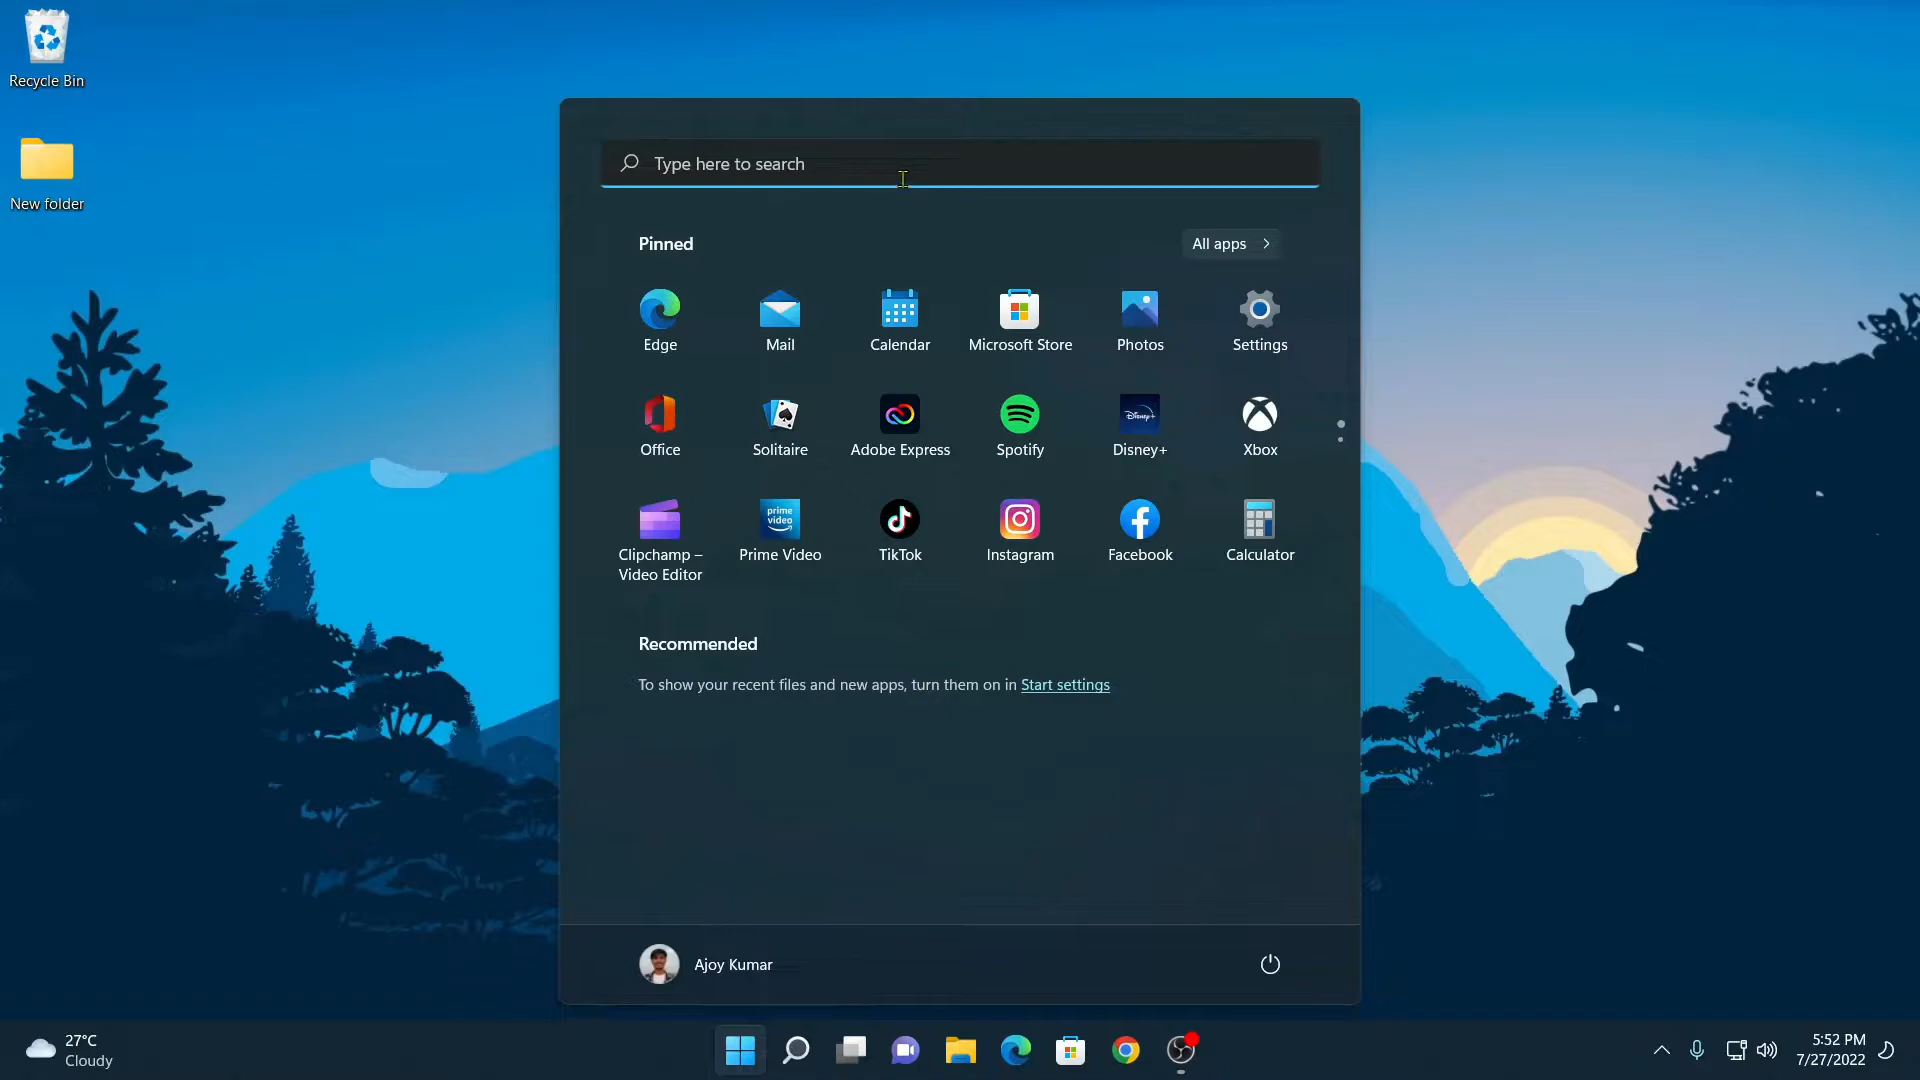 Recycle Bin
New folder
Type here to search
Pinned
All apps
Edge
Mail
Calendar
Microsoft Store
Photos
Settings
Office
Solitaire
Adobe Express
Spotify
Disney+
Disney+
Xbox
prime
video
Clipchamp –
Video Editor
Prime Video
TikTok
Instagram
Facebook
Calculator
Recommended
To show your recent files and new apps, turn them on in Start settings
Ajoy Kumar
27°C
Cloudy
5:52 PM
7/27/2022